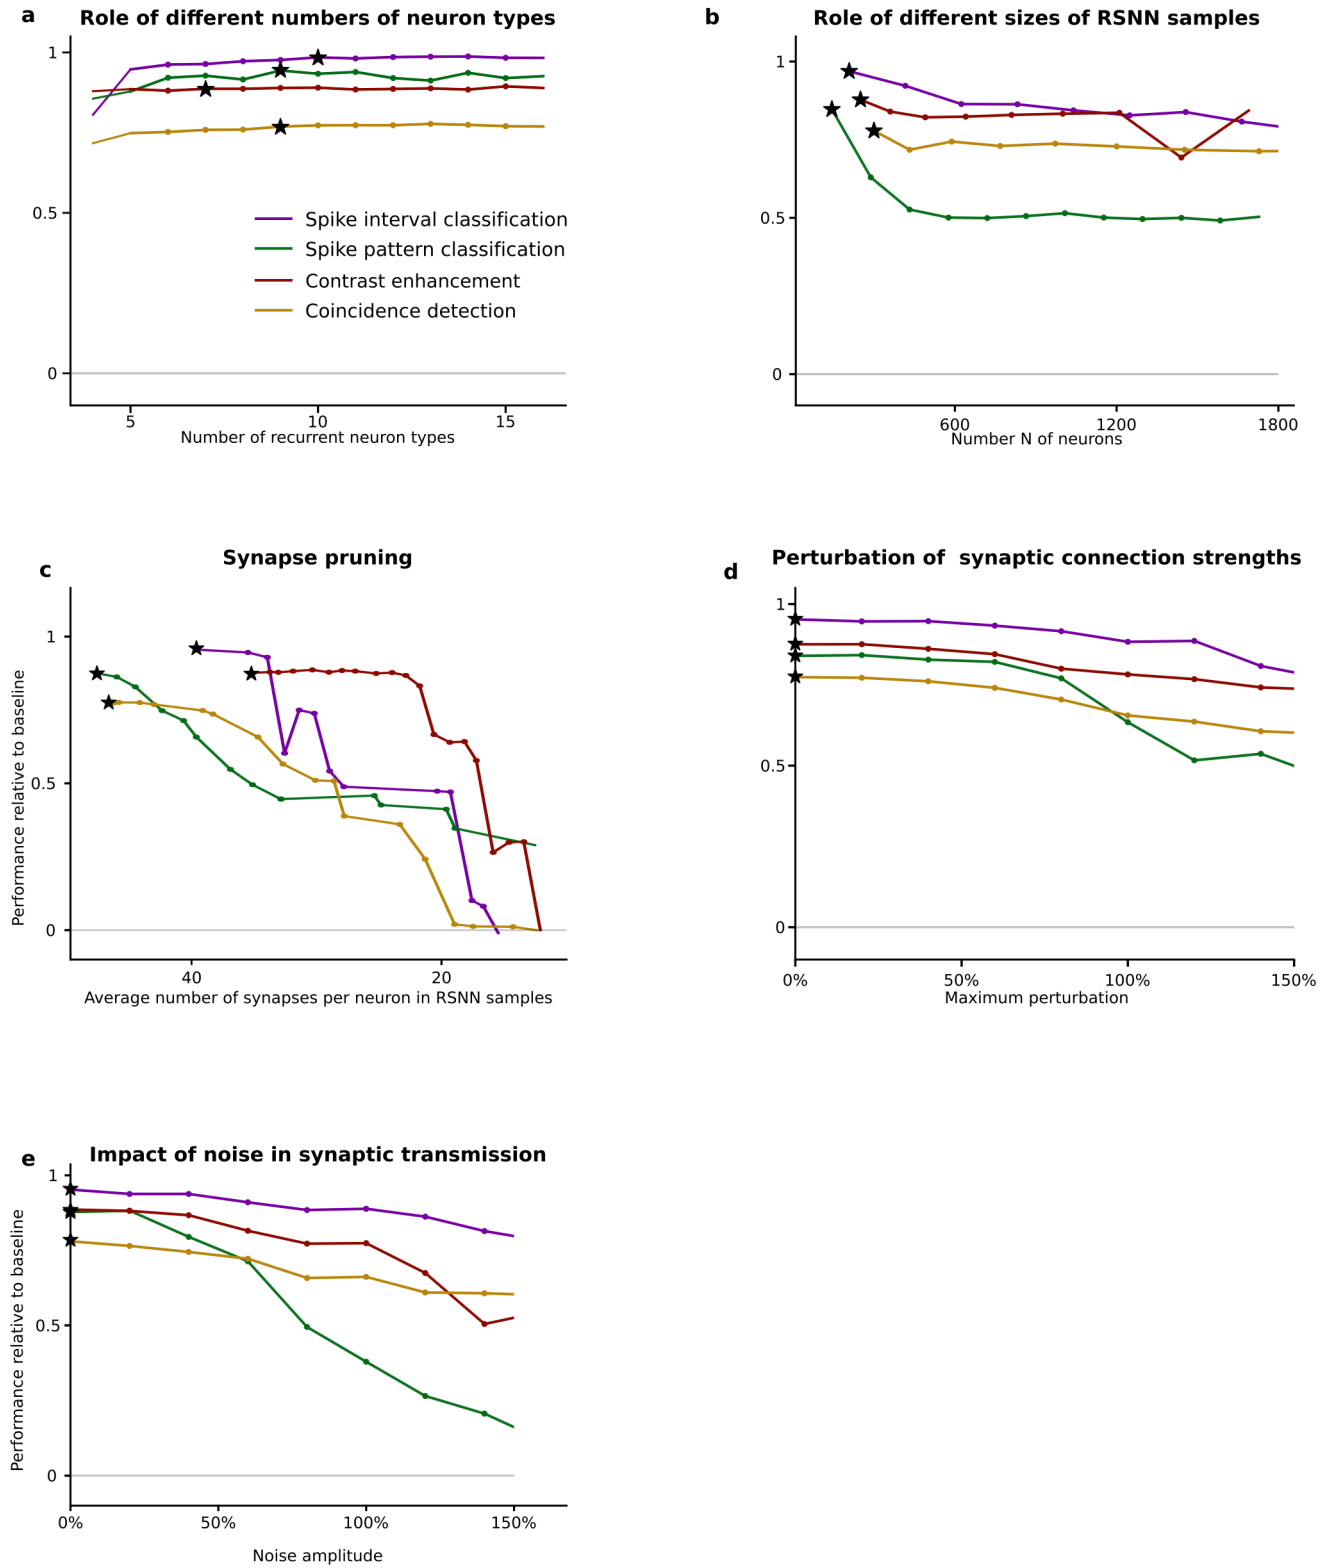 a
Role of different numbers of neuron types
1
0.5
0
5
10
15
Number of recurrent neuron types
Spike interval classification
Spike pattern classification
Contrast enhancement
Coincidence detection
b
Role of different sizes of RSNN samples
1
0.5
0
600
1200
1800
Number N of neurons
c
Synapse pruning
Performance relative to baseline
1
0.5
0
40
20
Average number of synapses per neuron in RSNN samples
d
Perturbation of  synaptic connection strengths
1
0.5
0
0%
50%
100%
150%
Maximum perturbation
e
Impact of noise in synaptic transmission
Performance relative to baseline
1
0.5
0
0%
50%
100%
150%
Noise amplitude